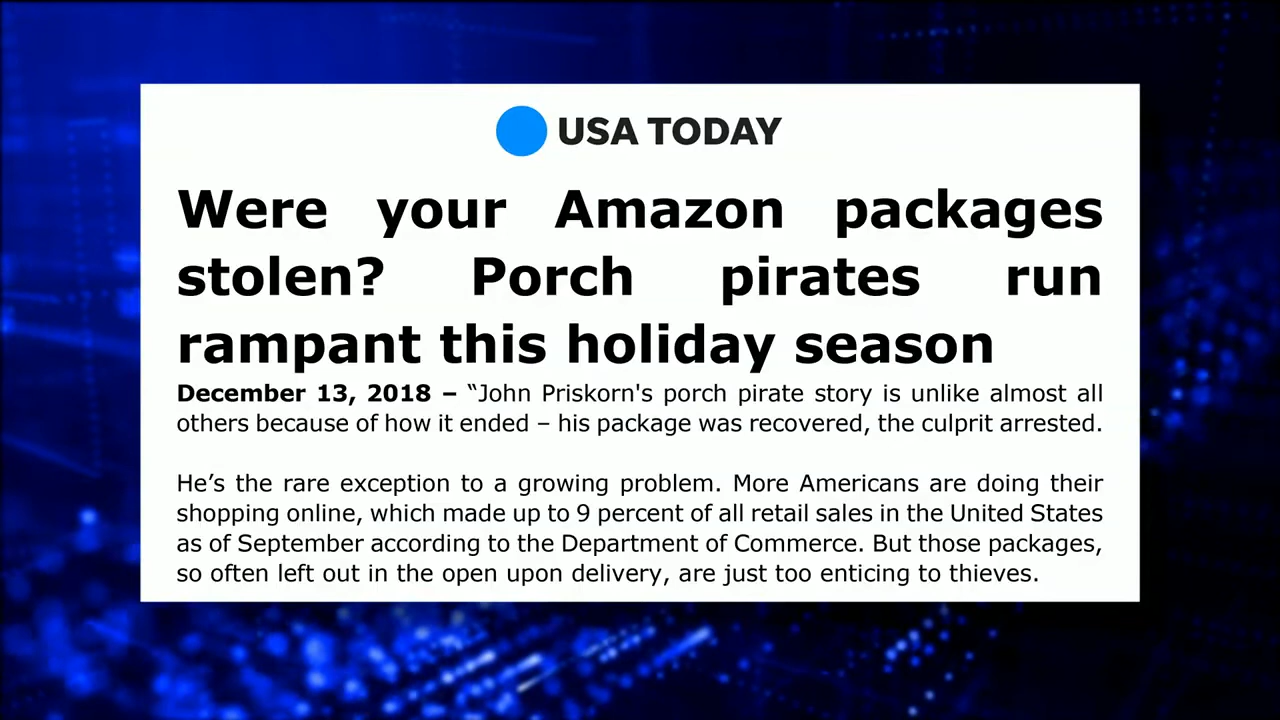 USA TODAY
Were your Amazon packages
stolen? Porch pirates run
rampant this holiday season
December 13, 2018 – “John Priskorn's porch pirate story is unlike almost all
others because of how it ended – his package was recovered, the culprit arrested.
He’s the rare exception to a growing problem. More Americans are doing their
shopping online, which made up to 9 percent of all retail sales in the United States
as of September according to the Department of Commerce. But those packages,
so often left out in the open upon delivery, are just too enticing to thieves.